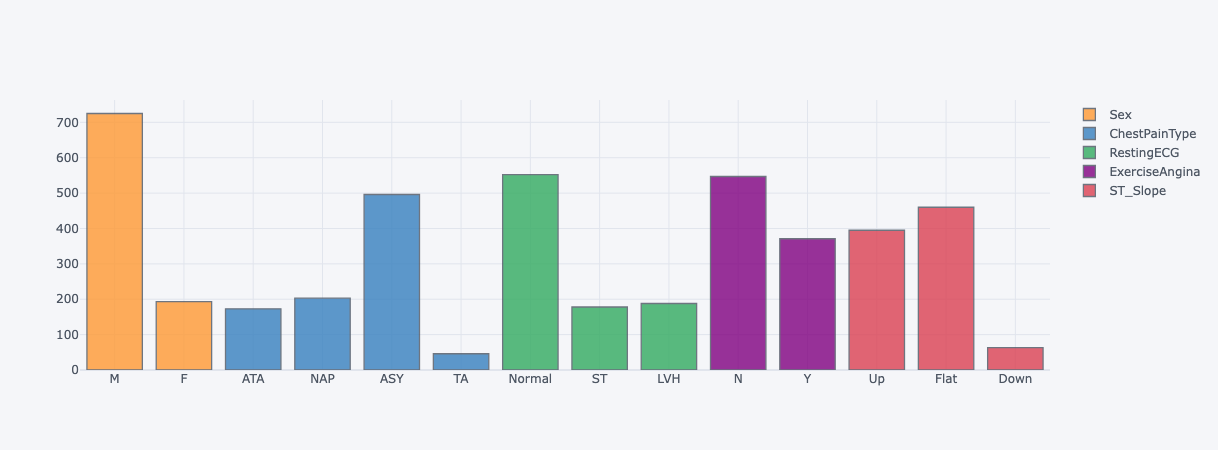 700
600
500
400
300
200
100
0
M F ATA NAP ASY TA Normal ST LVH N Y Up Flat Down
Sex
ChestPainType
RestingECG
ExerciseAngina
ST_Slope